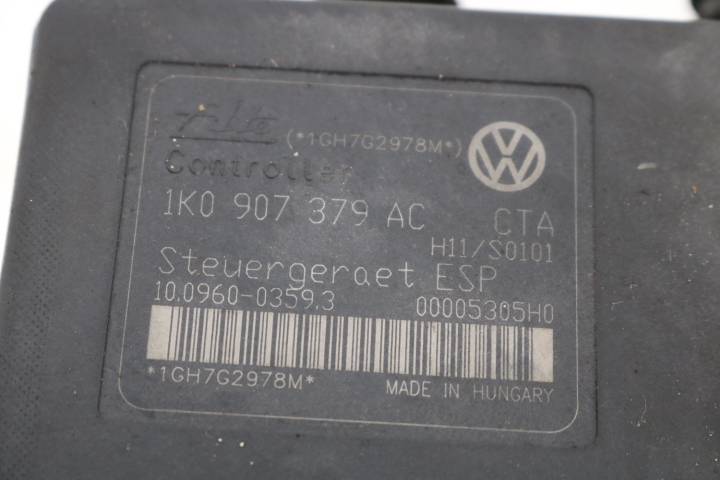 Ate (*1GH7G2978M*)
Controller
1K0 907 379 AC CTA
H11/S0101
Steuergeraet ESP
10.0960-0359.3 00005305H0
*1GH7G2978M* MADE IN HUNGARY